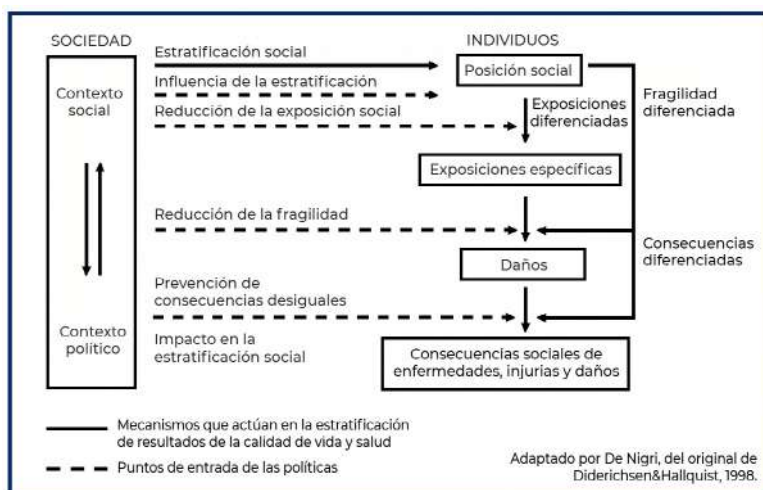 SOCIEDAD
INDIVIDUOS
Contexto
social
Contexto
político
Estratificación social
Influencia de la estratificación
Reducción de la exposición social
Reducción de la fragilidad
Prevención de
consecuencias desiguales
Impacto en la
estratificación social
Posición social
Exposiciones
diferenciadas
Exposiciones específicas
Daños
Consecuencias sociales de
enfermedades, injurias y daños
Fragilidad
diferenciada
Consecuencias
diferenciadas
Mecanismos que actúan en la estratificación
de resultados de la calidad de vida y salud
Puntos de entrada de las políticas
Adaptado por De Nigri, del original de
Diderichsen&Hallquist, 1998.